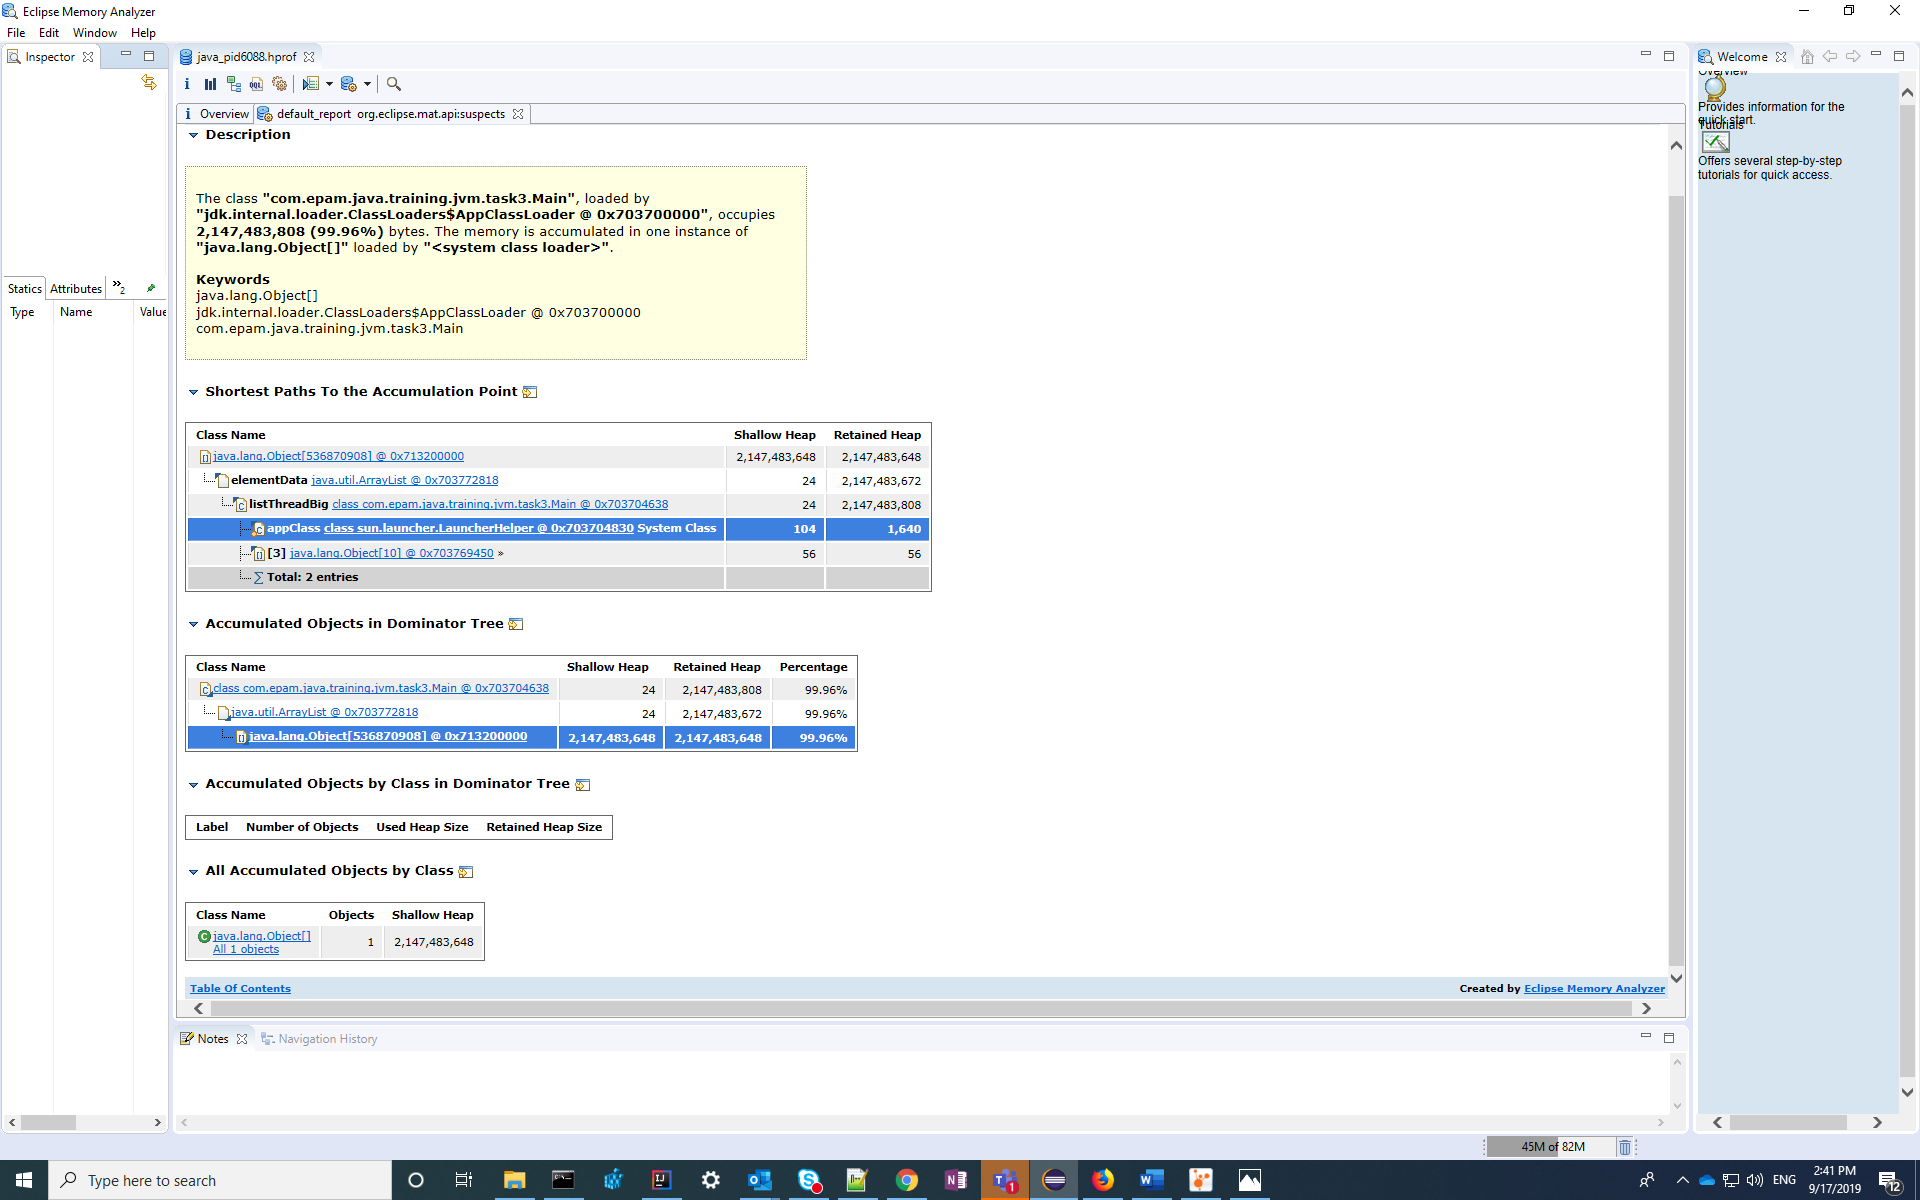 Eclipse Memory Analyzer
File Edit Window Help
Inspector
java_pid6088.hprof
Welcome
Overview
Provides information for the
quick start.
Tutorials
Offers several step-by-step
tutorials for quick access.
i Overview default_report org.eclipse.mat.api:suspects
Description
The class "com.epam.java.training.jvm.task3.Main", loaded by
"jdk.internal.loader.ClassLoaders$AppClassLoader @ 0x703700000", occupies
2,147,483,808 (99.96%) bytes. The memory is accumulated in one instance of
"java.lang.Object[]" loaded by "<system class loader>".
Keywords
java.lang.Object[]
jdk.internal.loader.ClassLoaders$AppClassLoader @ 0x703700000
com.epam.java.training.jvm.task3.Main
Statics Attributes »2
Type Name Value
Shortest Paths To the Accumulation Point
Class Name Shallow Heap Retained Heap
java.lang.Object[536870908] @ 0x713200000 2,147,483,648 2,147,483,648
elementData java.util.ArrayList @ 0x703772818 24 2,147,483,672
listThreadBig class com.epam.java.training.jvm.task3.Main @ 0x703704638 24 2,147,483,808
appClass class sun.launcher.LauncherHelper @ 0x703704830 System Class 104 1,640
[3] java.lang.Object[10] @ 0x703769450 » 56 56
Total: 2 entries
Accumulated Objects in Dominator Tree
Class Name Shallow Heap Retained Heap Percentage
class com.epam.java.training.jvm.task3.Main @ 0x703704638 24 2,147,483,808 99.96%
java.util.ArrayList @ 0x703772818 24 2,147,483,672 99.96%
java.lang.Object[536870908] @ 0x713200000 2,147,483,648 2,147,483,648 99.96%
Accumulated Objects by Class in Dominator Tree
Label Number of Objects Used Heap Size Retained Heap Size
All Accumulated Objects by Class
Class Name Objects Shallow Heap
java.lang.Object[] 1 2,147,483,648
All 1 objects
Table Of Contents Created by Eclipse Memory Analyzer
Notes Navigation History
45M of 82M
Type here to search
ENG
2:41 PM
9/17/2019
12